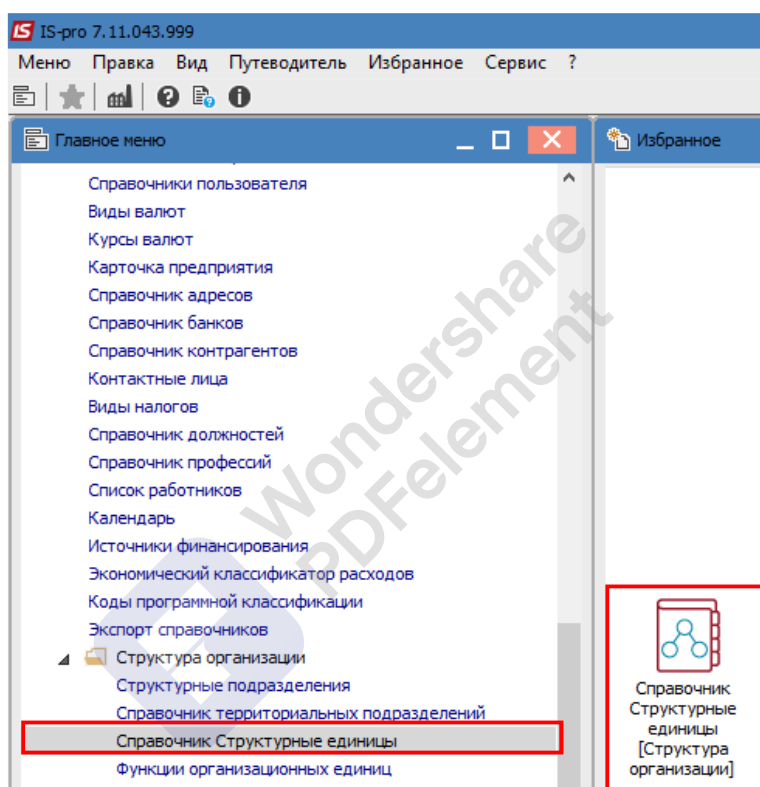 IS-pro 7.11.043.999
Меню Правка Вид Путеводитель Избранное Сервис ?
Главное меню
Справочники пользователя
Виды валют
Курсы валют
Карточка предприятия
Справочник адресов
Справочник банков
Справочник контрагентов
Контактные лица
Виды налогов
Справочник должностей
Справочник профессий
Список работников
Календарь
Источники финансирования
Экономический классификатор расходов
Коды программной классификации
Экспорт справочников
Структура организации
Структурные подразделения
Справочник территориальных подразделений
Справочник Структурные единицы
Функции организационных единиц
Избранное
Справочник
Структурные
единицы
[Структура
организации]
Wondershare
PDFelement